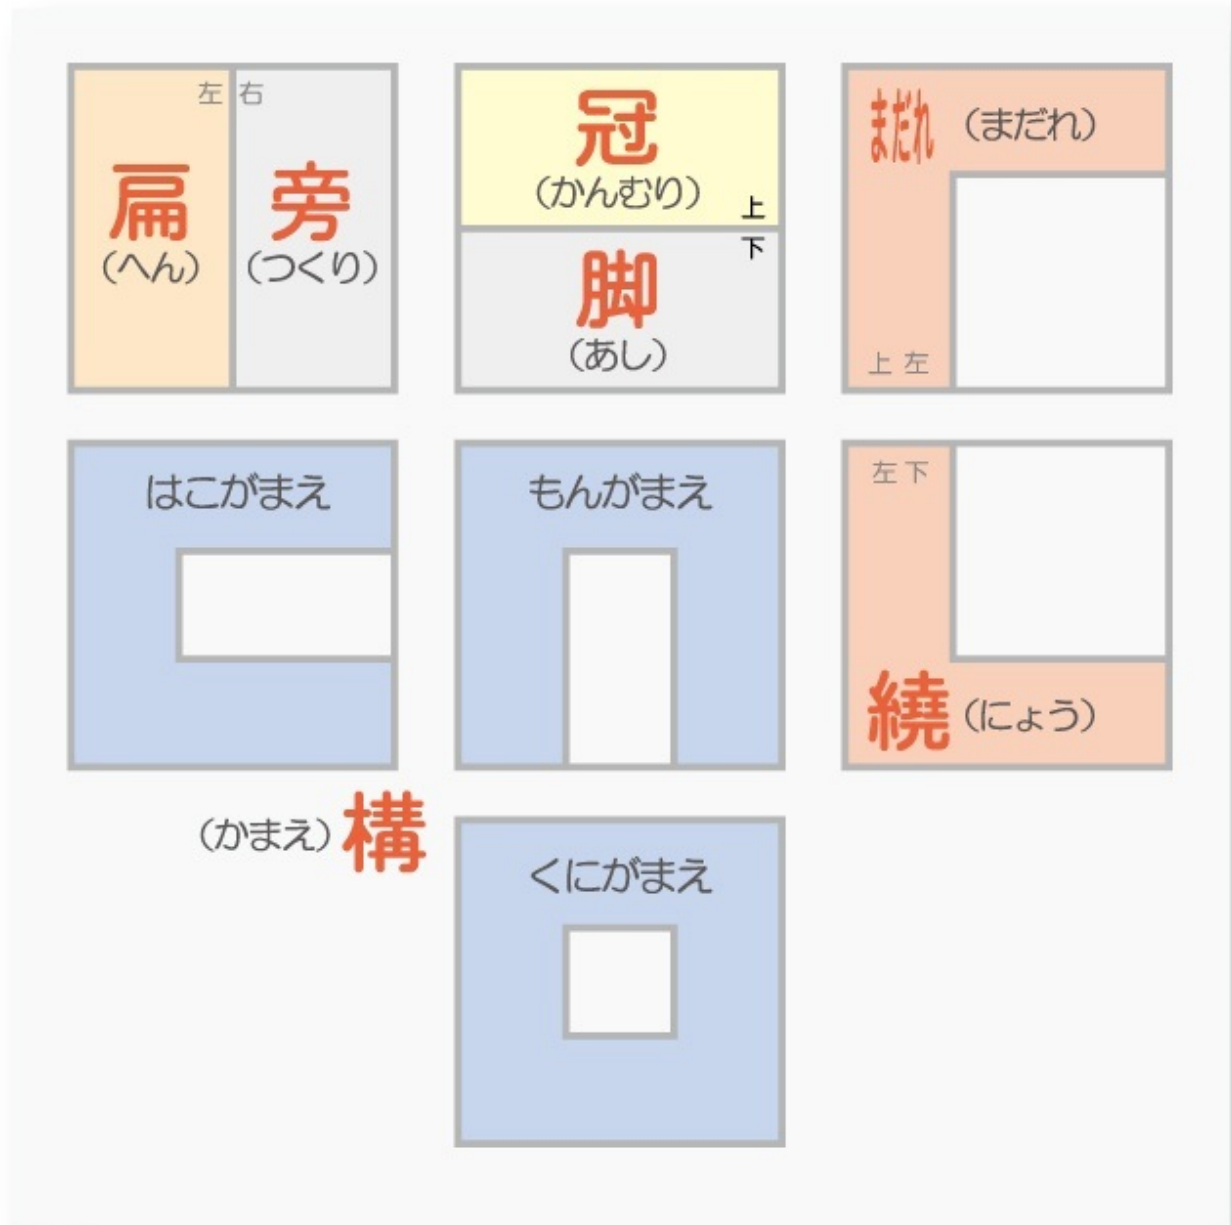 左 右
扁
(へん)
旁
(つくり)
冠
(かんむり)
上
下
脚
(あし)
まだれ (まだれ)
上 左
はこがまえ
もんがまえ
左 下
繞 (にょう)
(かまえ) 構
くにがまえ